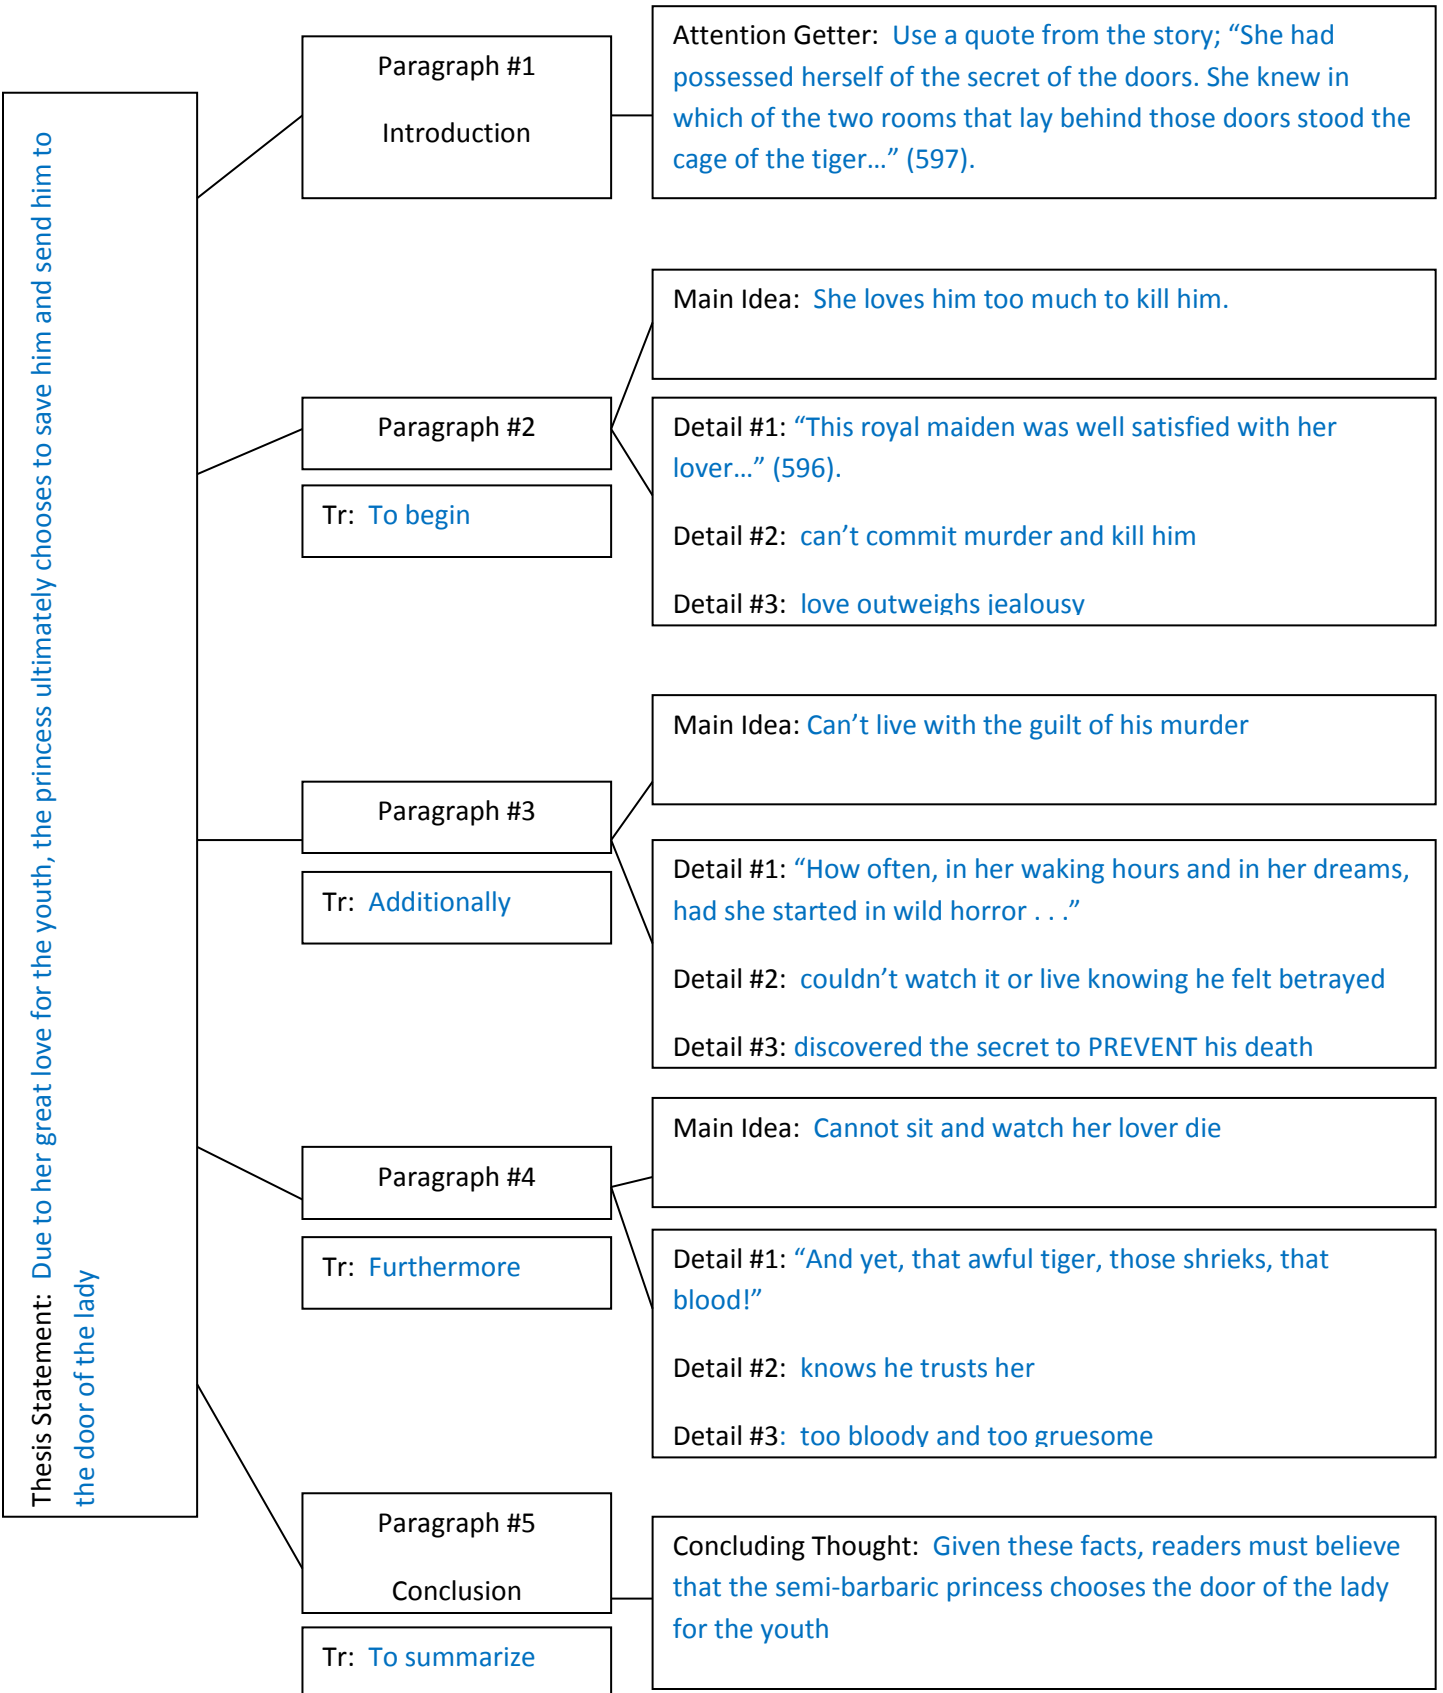 Thesis Statement: Due to her great love for the youth, the princess ultimately chooses to save him and send him to
the door of the lady
Paragraph #1
Introduction
Attention Getter: Use a quote from the story; “She had
possessed herself of the secret of the doors. She knew in
which of the two rooms that lay behind those doors stood the
cage of the tiger…” (597).
Paragraph #2
Tr: To begin
Main Idea: She loves him too much to kill him.
Detail #1: “This royal maiden was well satisfied with her
lover…” (596).
Detail #2: can’t commit murder and kill him
Detail #3: love outweighs jealousy
Paragraph #3
Tr: Additionally
Main Idea: Can’t live with the guilt of his murder
Detail #1: “How often, in her waking hours and in her dreams,
had she started in wild horror . . .”
Detail #2: couldn’t watch it or live knowing he felt betrayed
Detail #3: discovered the secret to PREVENT his death
Paragraph #4
Tr: Furthermore
Main Idea: Cannot sit and watch her lover die
Detail #1: “And yet, that awful tiger, those shrieks, that
blood!”
Detail #2: knows he trusts her
Detail #3: too bloody and too gruesome
Paragraph #5
Conclusion
Tr: To summarize
Concluding Thought: Given these facts, readers must believe
that the semi-barbaric princess chooses the door of the lady
for the youth